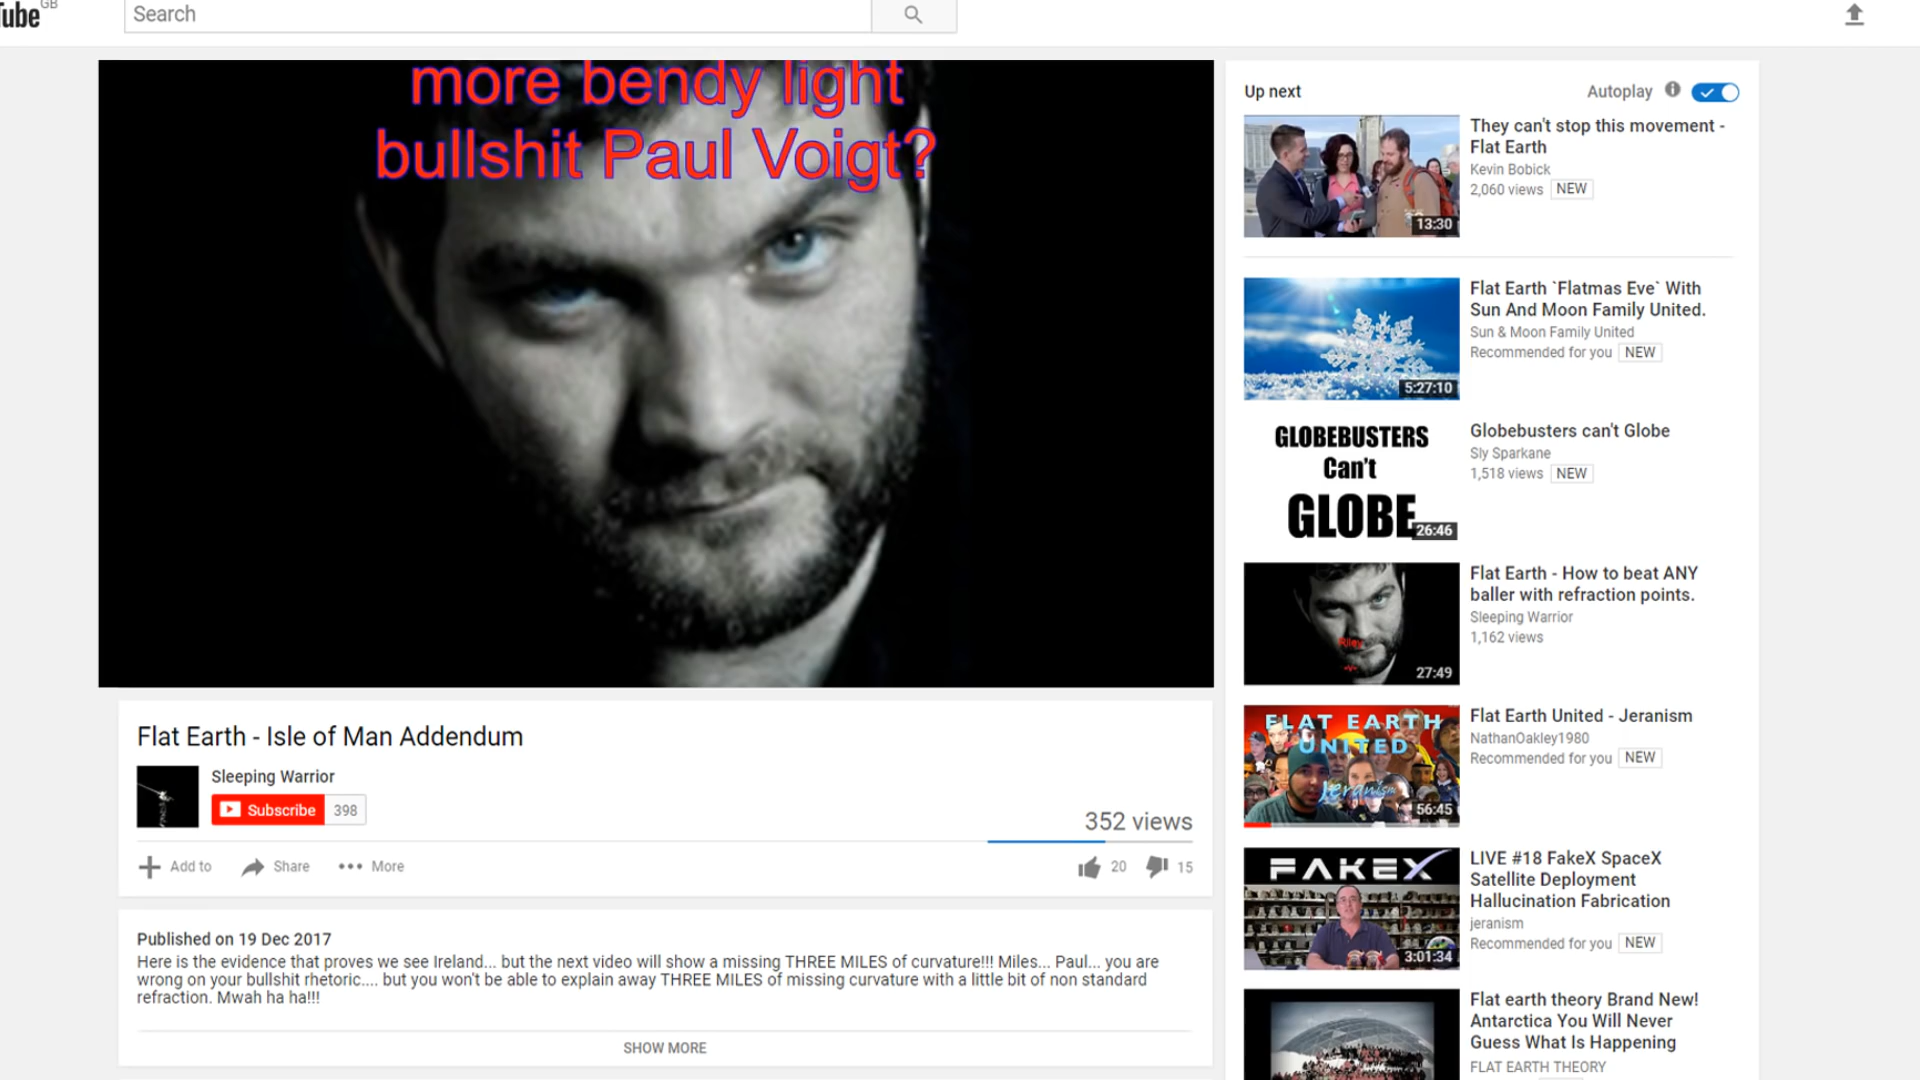 Tube GB
Search
more bendy light
bullshit Paul Voigt?
Flat Earth - Isle of Man Addendum
Sleeping Warrior
Subscribe 398
352 views
Add to Share More 20 15
Published on 19 Dec 2017
Here is the evidence that proves we see Ireland... but the next video will show a missing THREE MILES of curvature!!! Miles... Paul... you are
wrong on your bullshit rhetoric.... but you won't be able to explain away THREE MILES of missing curvature with a little bit of non standard
refraction. Mwah ha ha!!!
SHOW MORE
Up next Autoplay
13:30
They can't stop this movement -
Flat Earth
Kevin Bobick
2,060 views NEW
5:27:10
Flat Earth `Flatmas Eve` With
Sun And Moon Family United.
Sun & Moon Family United
Recommended for you NEW
GLOBEBUSTERS
Can't
GLOBE
26:46
Globebusters can't Globe
Sly Sparkane
1,518 views NEW
Riley
27:49
Flat Earth - How to beat ANY
baller with refraction points.
Sleeping Warrior
1,162 views
FLAT EARTH
UNITED
Jeranism
56:45
Flat Earth United - Jeranism
NathanOakley1980
Recommended for you NEW
FAKEX
3:01:34
LIVE #18 FakeX SpaceX
Satellite Deployment
Hallucination Fabrication
jeranism
Recommended for you NEW
Flat earth theory Brand New!
Antarctica You Will Never
Guess What Is Happening
FLAT EARTH THEORY